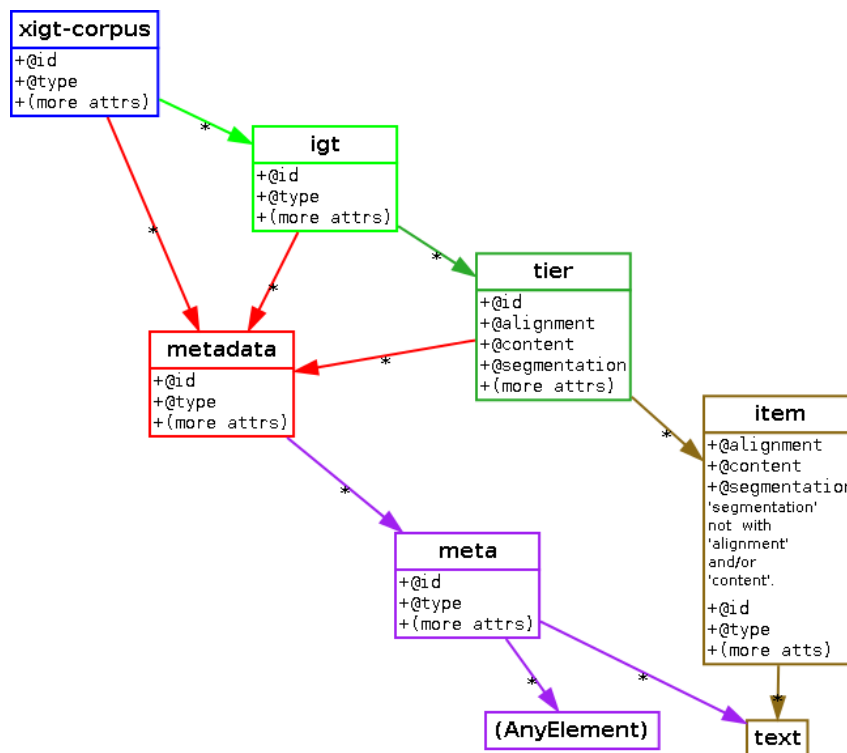 xigt-corpus
+@id
+@type
+(more attrs)
*
igt
+@id
+@type
+(more attrs)
*
*
*
tier
+@id
+@alignment
+@content
+@segmentation
+(more attrs)
*
metadata
+@id
+@type
+(more attrs)
*
item
+@alignment
+@content
+@segmentation
'segmentation'
not with
'alignment'
and/or
'content'.
+@id
+@type
+(more atts)
*
meta
+@id
+@type
+(more attrs)
*
*
*
(AnyElement)
text